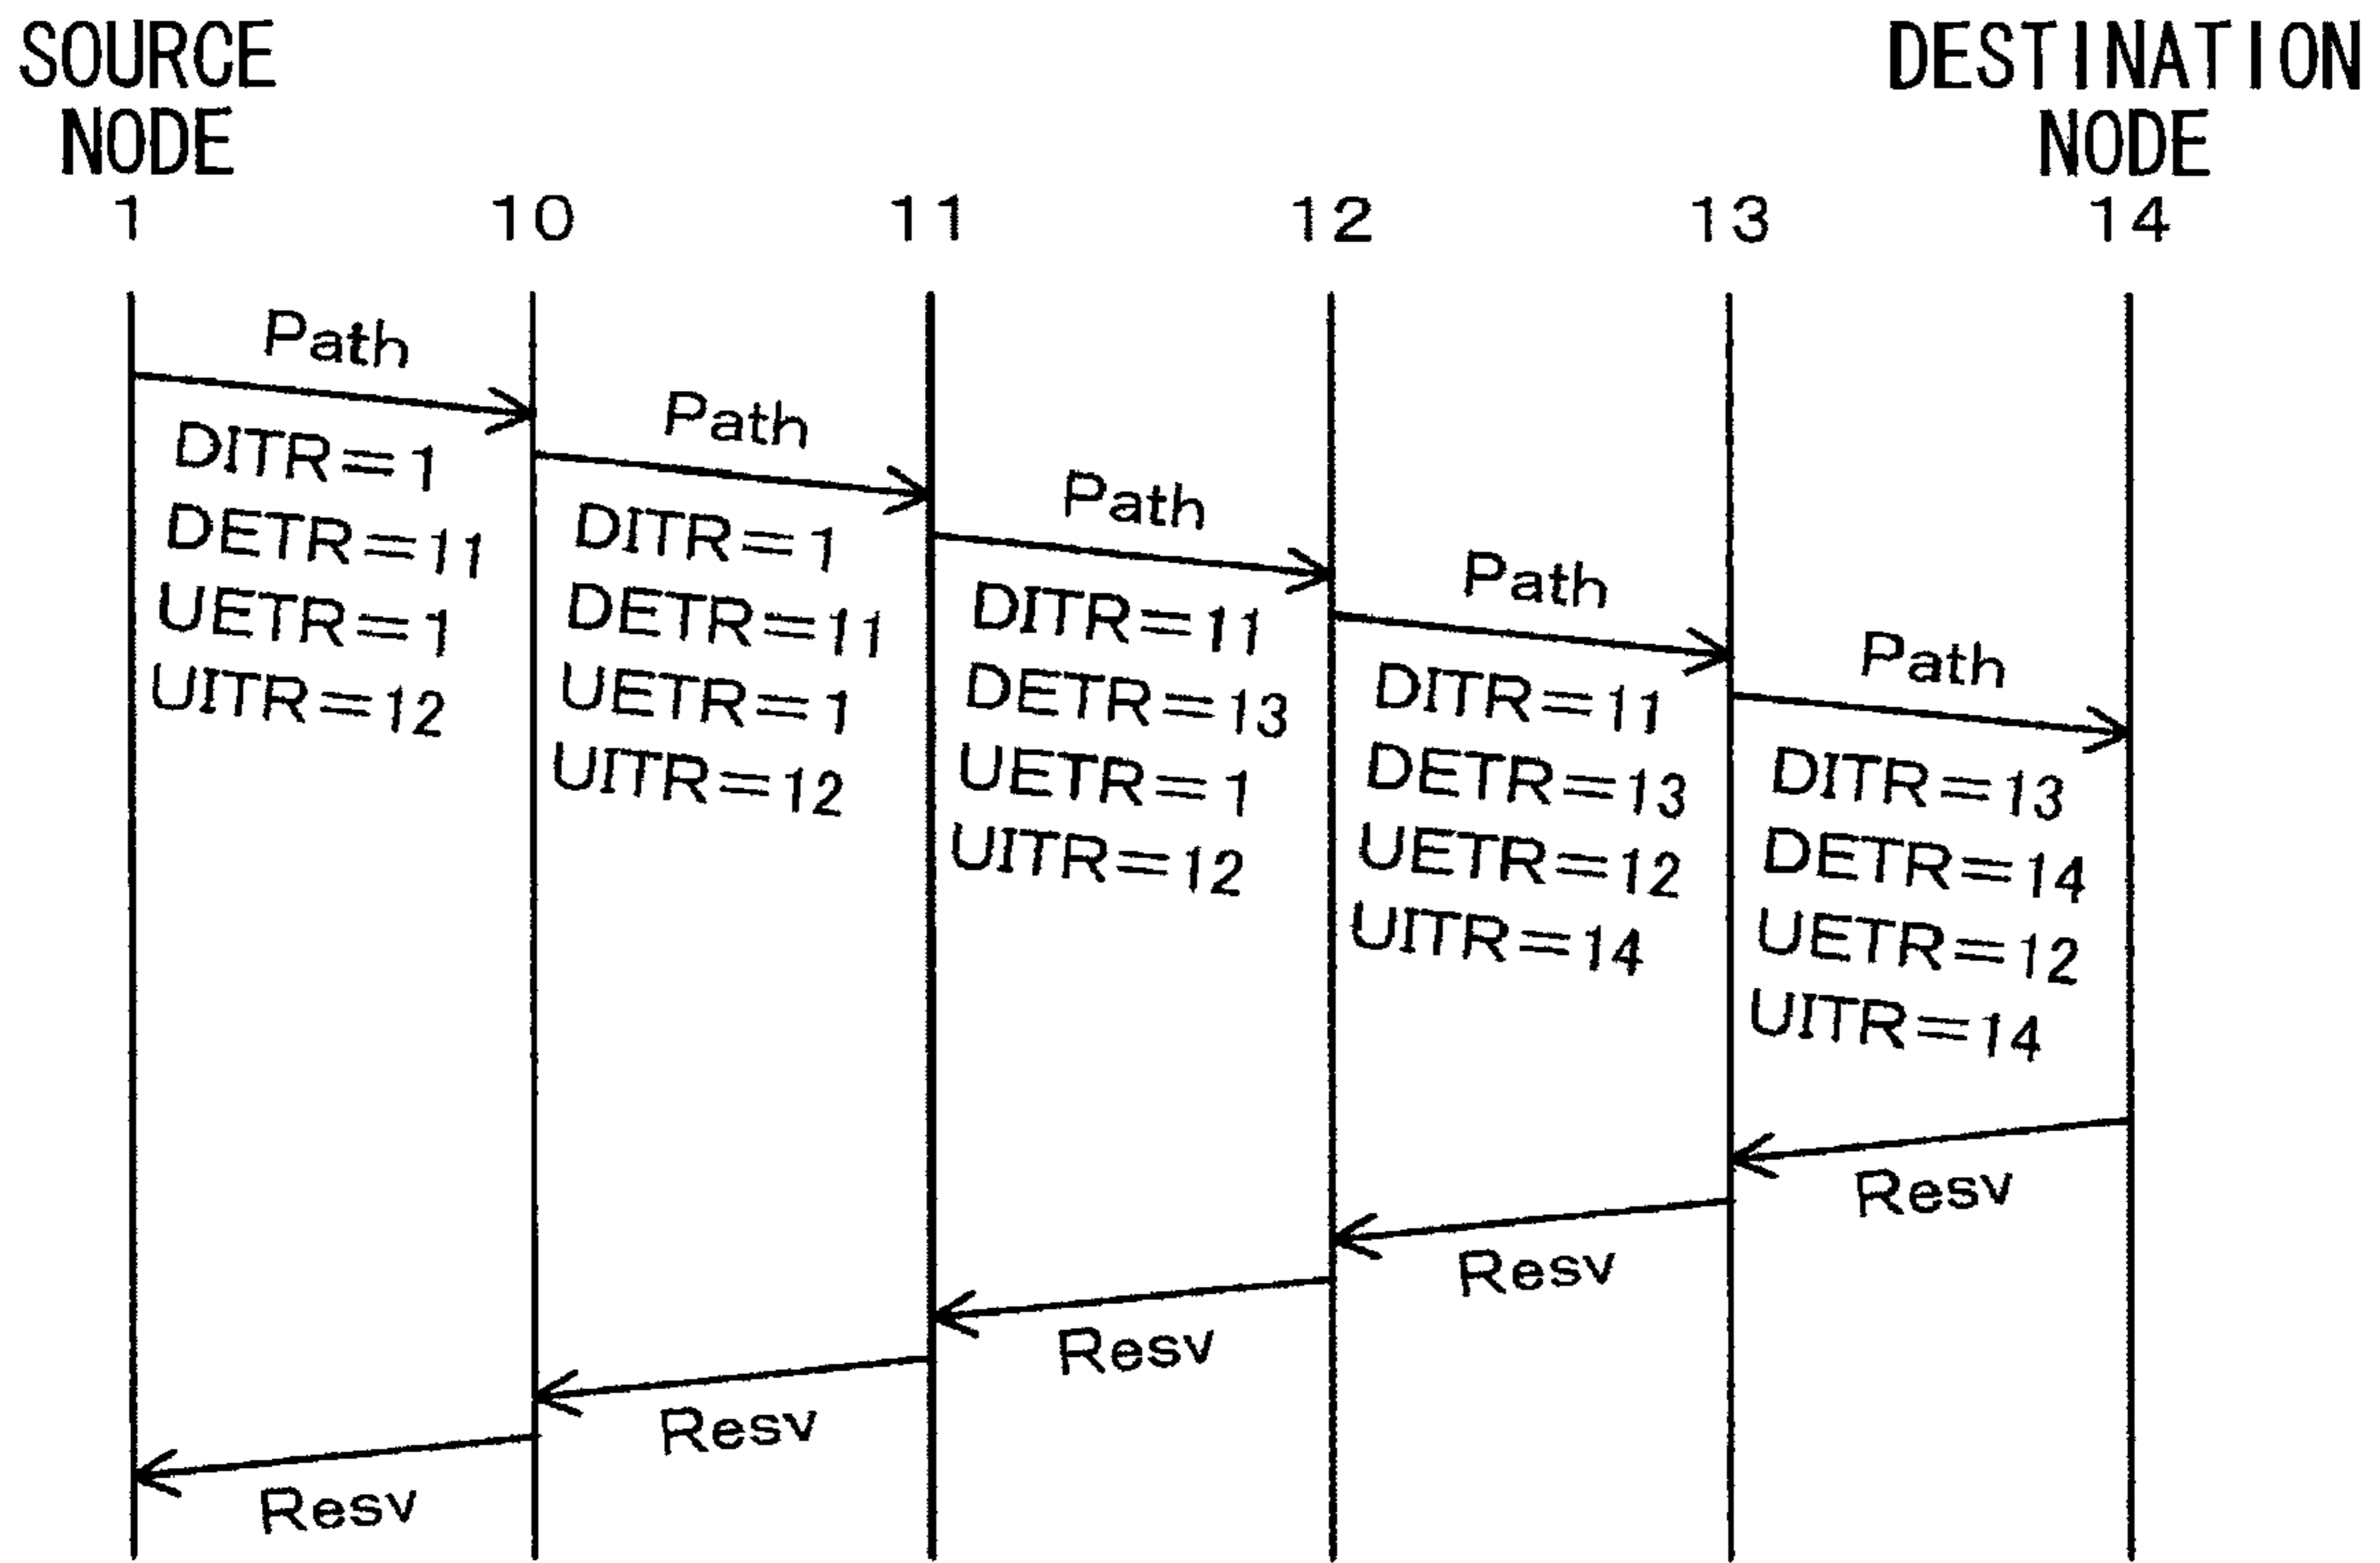 SOURCE
NODE
DESTINATION
NODE
1
10
11
12
13
14
Path
DITR=1
DETR=11
UETR=1
UITR=12
Path
DITR=1
DETR=11
UETR=1
UITR=12
Path
DITR=11
DETR=13
UETR=1
UITR=12
Path
DITR=11
DETR=13
UETR=12
UITR=14
Path
DITR=13
DETR=14
UETR=12
UITR=14
Resv
Resv
Resv
Resv
Resv